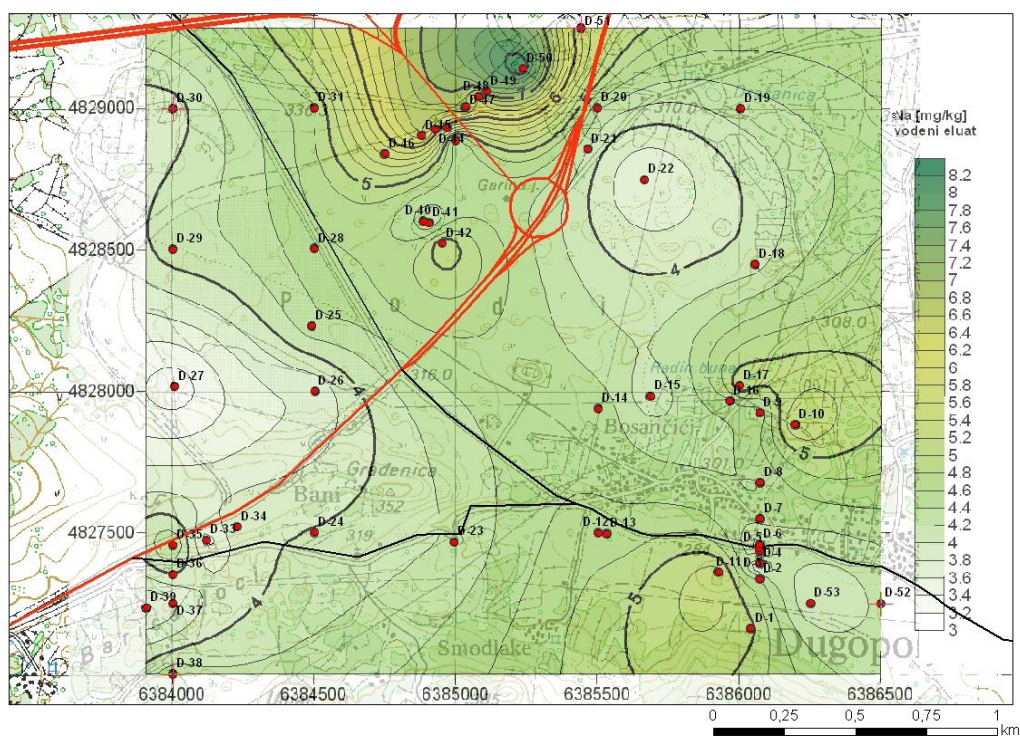 D-51
D-50
D-49
D-48
D-47
D-30
D-31
D-20
D-19
4829000
310.0
sNa [mg/kg]
vodeni eluat
D-46
D-44
D-21
D-22
5
6
7
8.2
8
7.8
7.6
7.4
7.2
7
6.8
6.6
6.4
6.2
6
5.8
5.6
5.4
5.2
5
4.8
4.6
4.4
4.2
4
3.8
3.6
3.4
3.2
3
D-40
D-41
D-42
D-29
4828500
D-28
4
D-18
P o d i
D-25
308.0
316.0
Radin bunar
D-27
D-26
4
4828000
D-17
D-15
D-16
D-9
D-14
D-10
5
Bosančići
Građenica
301
D-8
Bani
352
D-34
D-7
4827500
D-35
D-33
D-24
319
D-23
D-12
D-13
D-6
D-5
D-4
D-36
D-11
D-2
4
5
D-39
D-37
D-53
D-52
D-1
Smodlake
Dugopo
D-38
6384000
6384500
6385000
6385500
6386000
6386500
0
0,25
0,5
0,75
1
km